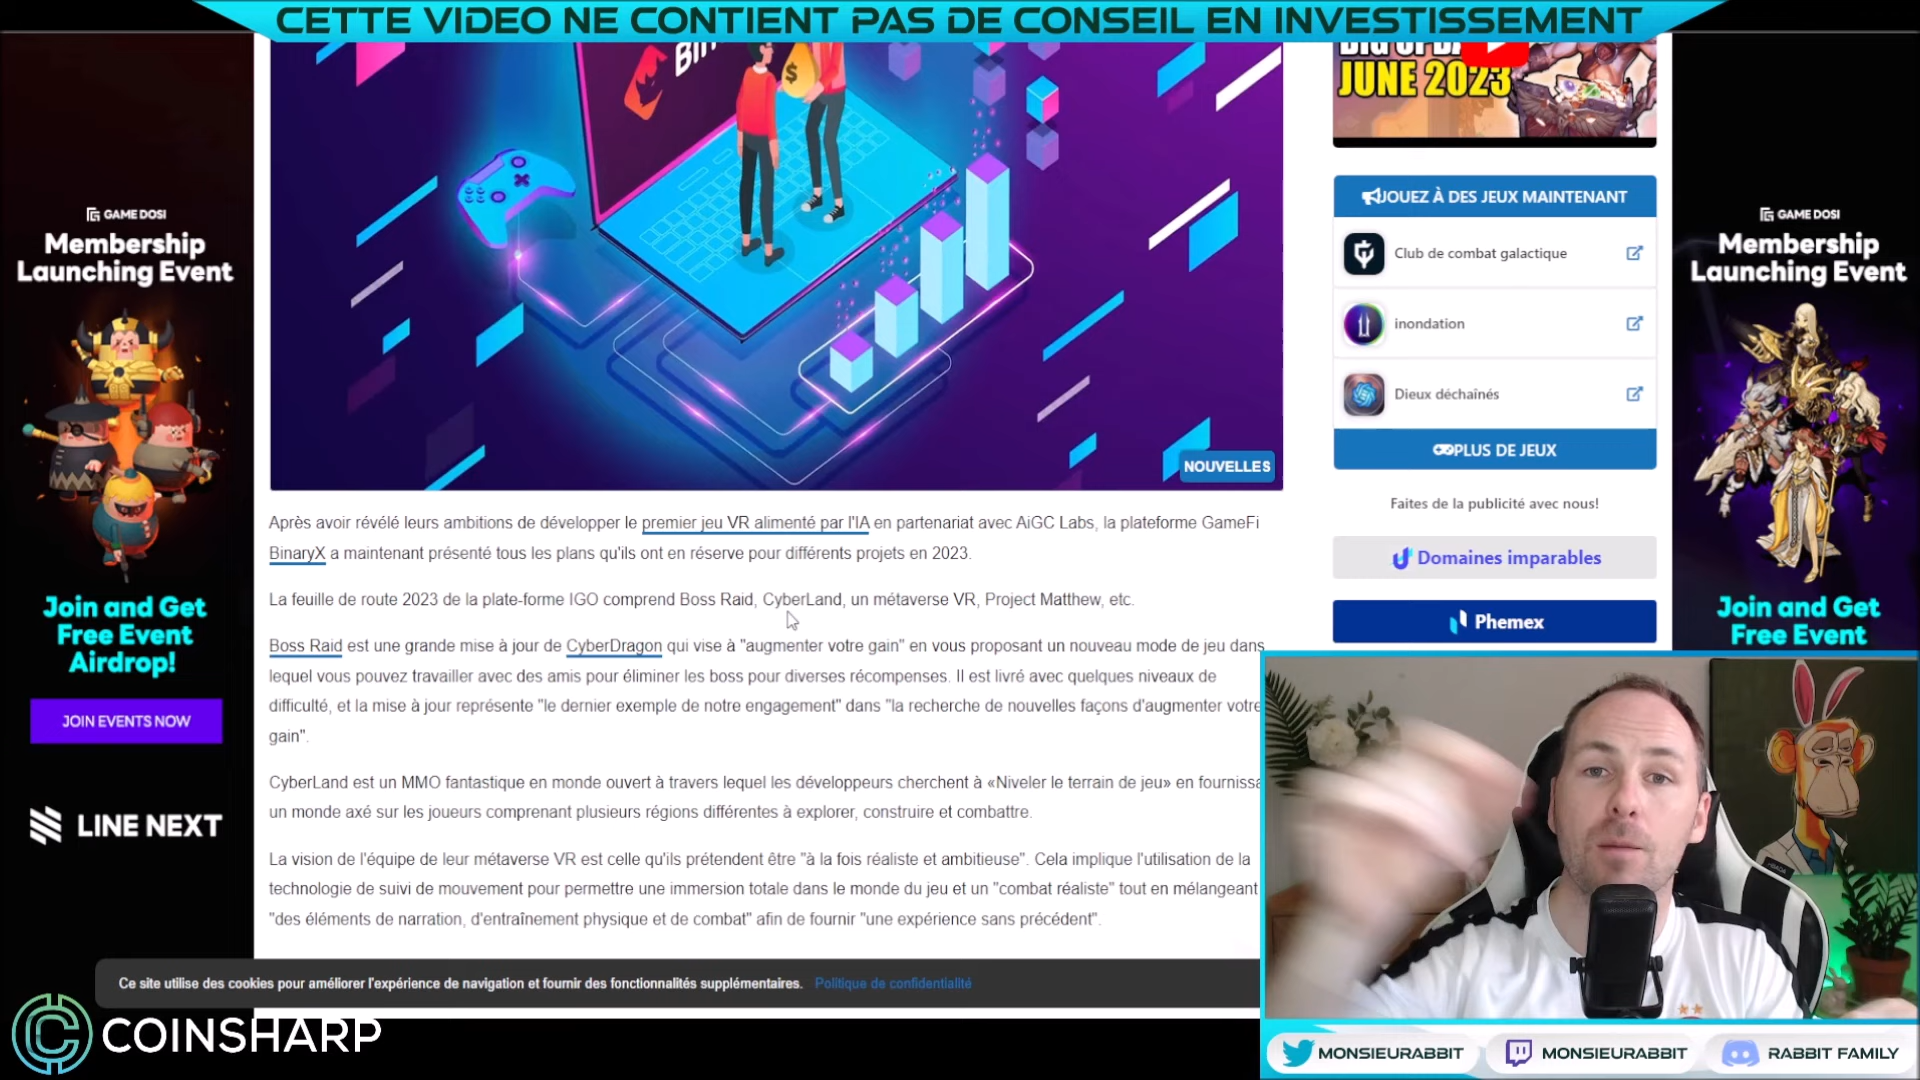 CETTE VIDEO NE CONTIENT PAS DE CONSEIL EN INVESTISSEMENT
GAME DOSI
Membership
Launching Event
Join and Get
Free Event
Airdrop!
JOIN EVENTS NOW
LINE NEXT
$
NOUVELLES
Après avoir révélé leurs ambitions de développer le premier jeu VR alimenté par l'IA en partenariat avec AiGC Labs, la plateforme GameFi
BinaryX a maintenant présenté tous les plans qu'ils ont en réserve pour différents projets en 2023.
La feuille de route 2023 de la plate-forme IGO comprend Boss Raid, CyberLand, un métaverse VR, Project Matthew, etc.
Boss Raid est une grande mise à jour de CyberDragon qui vise à "augmenter votre gain" en vous proposant un nouveau mode de jeu dans
lequel vous pouvez travailler avec des amis pour éliminer les boss pour diverses récompenses. Il est livré avec quelques niveaux de
difficulté, et la mise à jour représente "le dernier exemple de notre engagement" dans "la recherche de nouvelles façons d'augmenter votre
gain".
CyberLand est un MMO fantastique en monde ouvert à travers lequel les développeurs cherchent à «Niveler le terrain de jeu» en fournissa
un monde axé sur les joueurs comprenant plusieurs régions différentes à explorer, construire et combattre.
La vision de l'équipe de leur métaverse VR est celle qu'ils prétendent être "à la fois réaliste et ambitieuse". Cela implique l'utilisation de la
technologie de suivi de mouvement pour permettre une immersion totale dans le monde du jeu et un "combat réaliste" tout en mélangeant
"des éléments de narration, d'entraînement physique et de combat" afin de fournir "une expérience sans précédent".
Ce site utilise des cookies pour améliorer l'expérience de navigation et fournir des fonctionnalités supplémentaires. Politique de confidentialité
COINSHARP
JUNE 2023
JOUEZ À DES JEUX MAINTENANT
Club de combat galactique
inondation
Dieux déchaînés
PLUS DE JEUX
Faites de la publicité avec nous!
Domaines imparables
Phemex
GAME DOSI
Membership
Launching Event
Join and Get
Free Event
MONSIEURABBIT
MONSIEURABBIT
RABBIT FAMILY